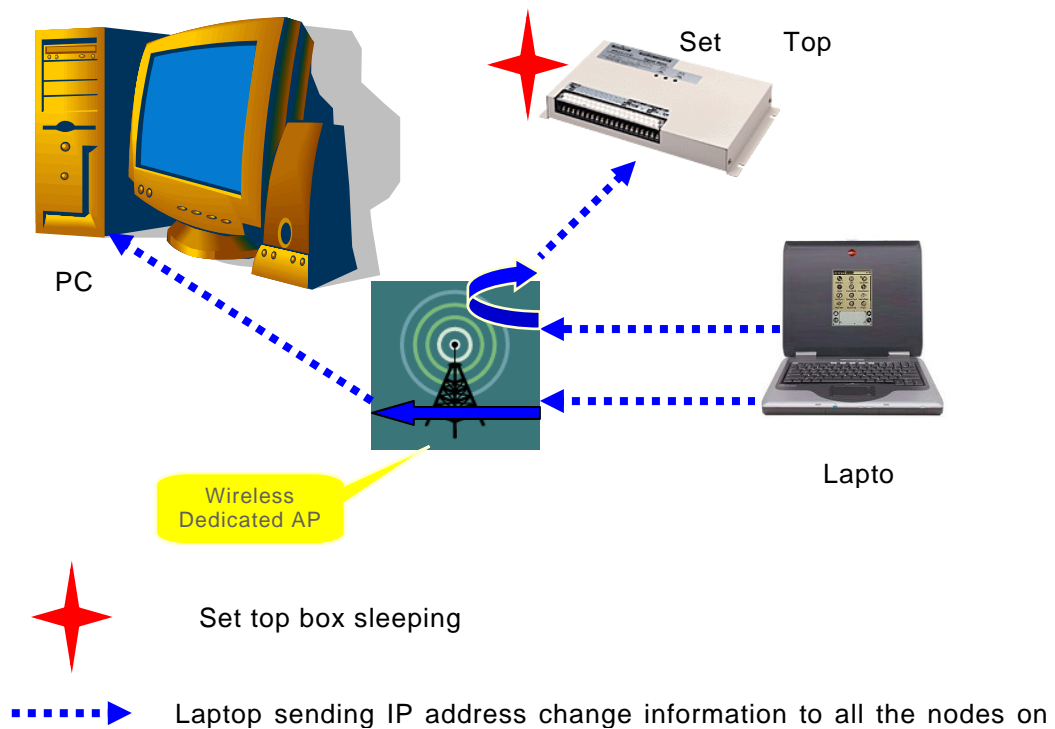 Set Top
PC
Lapto
Wireless
Dedicated AP
Set top box sleeping
Laptop sending IP address change information to all the nodes on